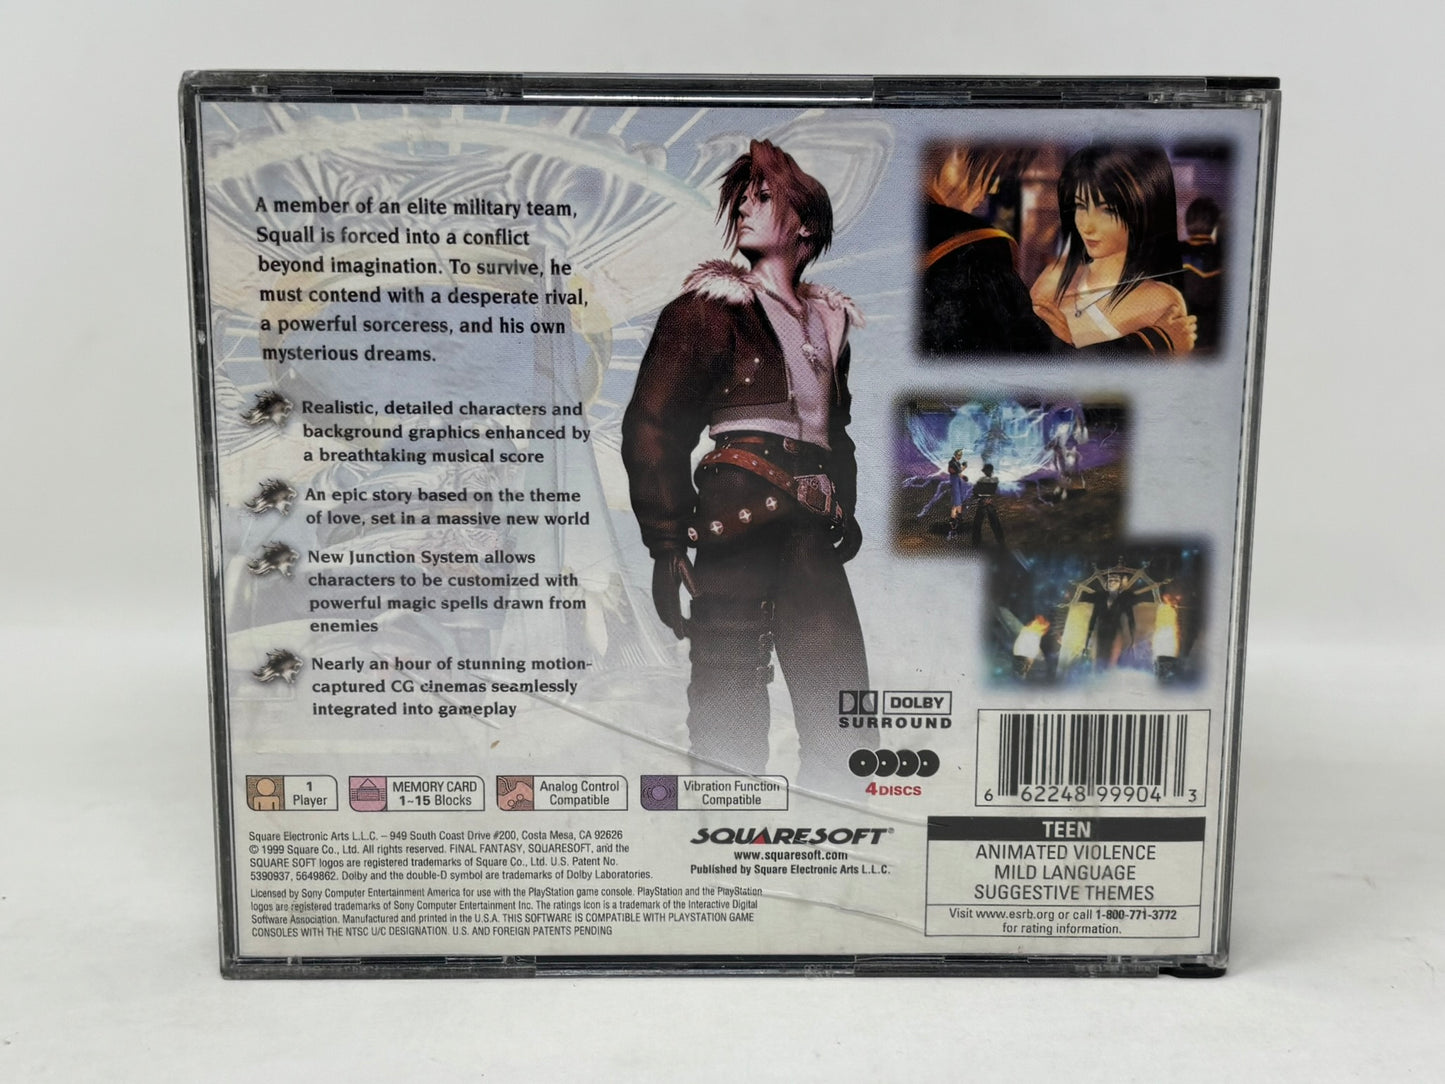 A member of an elite military team,
Squall is forced into a conflict
beyond imagination. To survive, he
must contend with a desperate rival,
a powerful sorceress, and his own
mysterious dreams.
Realistic, detailed characters and
background graphics enhanced by
a breathtaking musical score
An epic story based on the theme
of love, set in a massive new world
New Junction System allows
characters to be customized with
powerful magic spells drawn from
enemies
Nearly an hour of stunning motion-
captured CG cinemas seamlessly
integrated into gameplay
DOLBY
SURROUND
4 DISCS
6 62248 99904 3
1
Player
MEMORY CARD
1~15 Blocks
Analog Control
Compatible
Vibration Function
Compatible
Square Electronic Arts L.L.C. – 949 South Coast Drive #200, Costa Mesa, CA 92626
© 1999 Square Co., Ltd. All rights reserved. FINAL FANTASY, SQUARESOFT, and the
SQUARE SOFT logos are registered trademarks of Square Co., Ltd. U.S. Patent No.
5390937, 5649862. Dolby and the double-D symbol are trademarks of Dolby Laboratories.
Licensed by Sony Computer Entertainment America for use with the PlayStation game console. PlayStation and the PlayStation
logos are registered trademarks of Sony Computer Entertainment Inc. The ratings Icon is a trademark of the Interactive Digital
Software Association. Manufactured and printed in the U.S.A. THIS SOFTWARE IS COMPATIBLE WITH PLAYSTATION GAME
CONSOLES WITH THE NTSC U/C DESIGNATION. U.S. AND FOREIGN PATENTS PENDING
SQUARESOFT®
www.squaresoft.com
Published by Square Electronic Arts L.L.C.
TEEN
ANIMATED VIOLENCE
MILD LANGUAGE
SUGGESTIVE THEMES
Visit www.esrb.org or call 1-800-771-3772
for rating information.